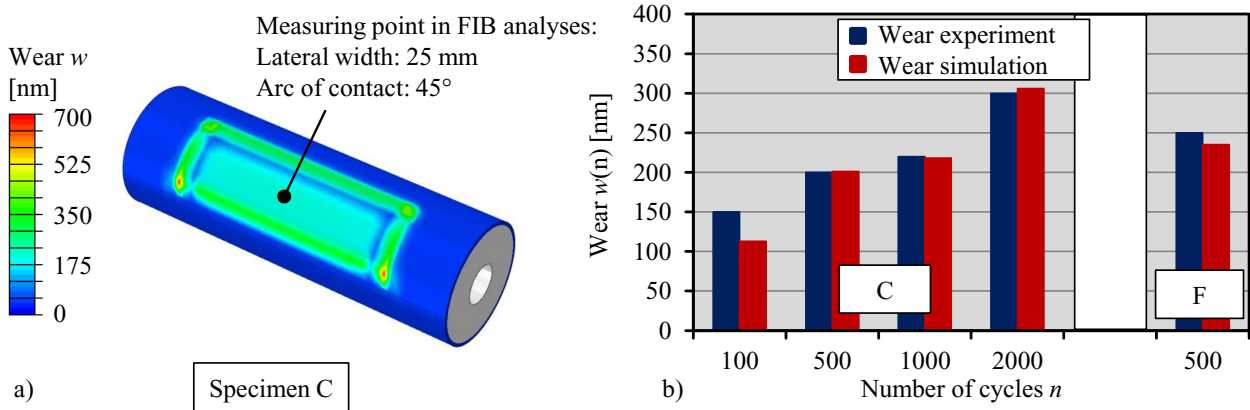 Measuring point in FIB analyses:
Lateral width: 25 mm
Arc of contact: 45°
Wear w
[nm]
700
525
350
175
0
a)
Specimen C
Wear w(n) [nm]
400
350
300
250
200
150
100
50
0
Wear experiment
Wear simulation
C
F
100 500 1000 2000 500
b)
Number of cycles n